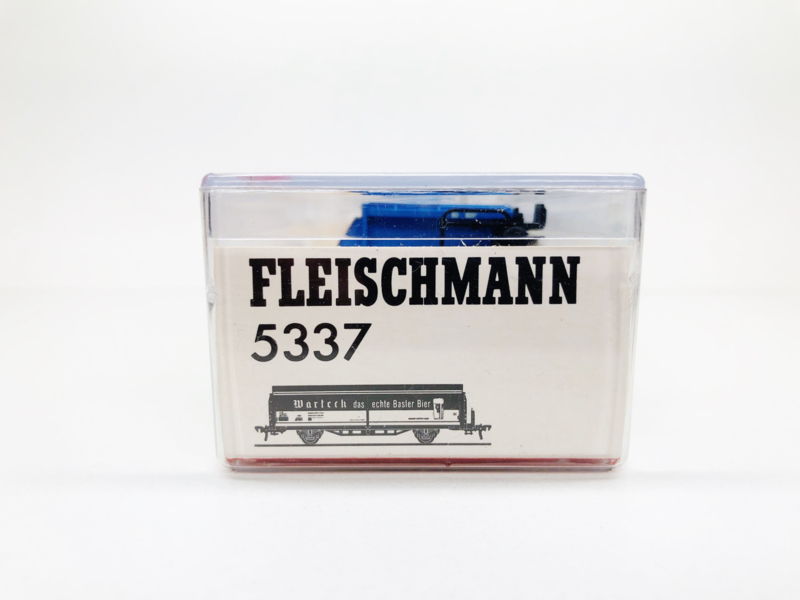 FLEISCHMANN
5337
Warteck das echte Basler Bier